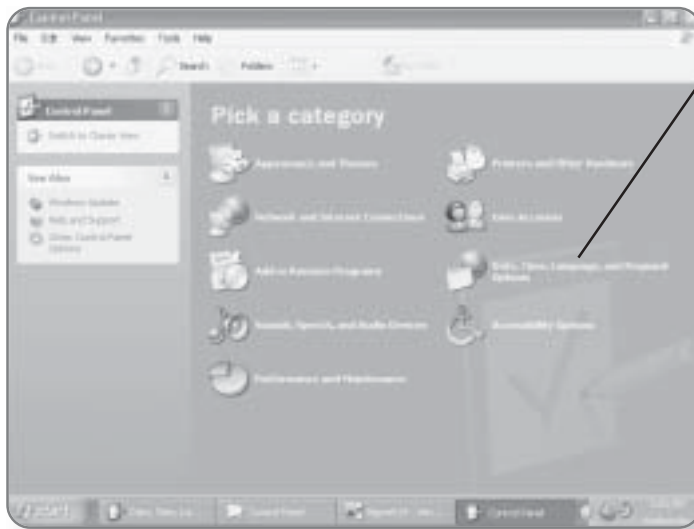 Control Panel
File Edit View Favorites Tools Help
Search Folders
Control Panel
Switch to Classic View
See Also
Windows Update
Help and Support
Other Control Panel
Options
Pick a category
Appearance and Themes
Printers and Other Hardware
Network and Internet Connections
User Accounts
Add or Remove Programs
Date, Time, Language, and Regional
Options
Sounds, Speech, and Audio Devices
Accessibility Options
Performance and Maintenance
start
Control Panel
Control Panel